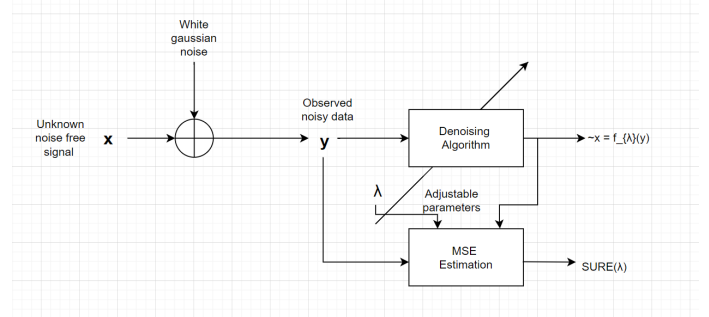 White
gaussian
noise
Unknown
noise free
signal
x
Observed
noisy data
y
Denoising
Algorithm
~x = f_{λ}(y)
λ
Adjustable
parameters
MSE
Estimation
SURE(λ)